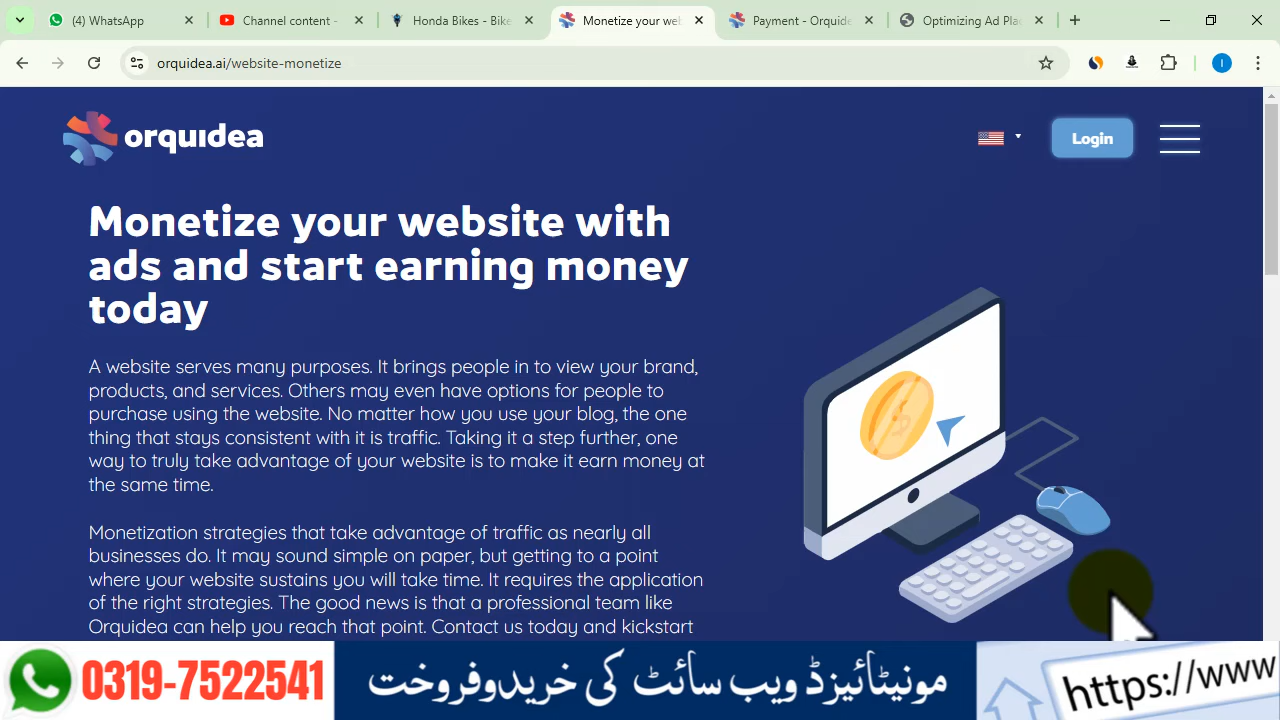 (4) WhatsApp
Channel content -
Honda Bikes - Bike
Monetize your web
Payment - Orquide
Optimizing Ad Plac
orquidea.ai/website-monetize
I
orquidea
Login
Monetize your website with
ads and start earning money
today
A website serves many purposes. It brings people in to view your brand,
products, and services. Others may even have options for people to
purchase using the website. No matter how you use your blog, the one
thing that stays consistent with it is traffic. Taking it a step further, one
way to truly take advantage of your website is to make it earn money at
the same time.
Monetization strategies that take advantage of traffic as nearly all
businesses do. It may sound simple on paper, but getting to a point
where your website sustains you will take time. It requires the application
of the right strategies. The good news is that a professional team like
Orquidea can help you reach that point. Contact us today and kickstart
0319-7522541
مونیٹائیزڈ ویب سائٹ کی خریدوفروخت
https://www